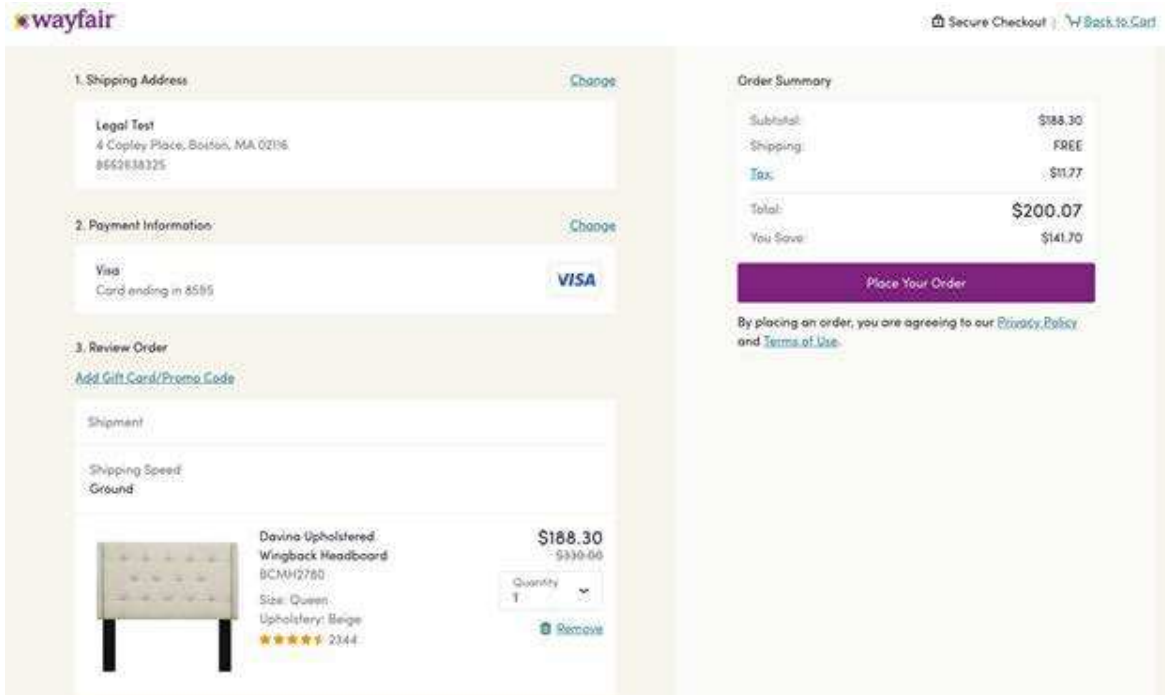 wayfair
Secure Checkout | Back to Cart
1. Shipping Address
Change
Legal Test
4 Copley Place, Boston, MA 02116
8662638325
2. Payment Information
Change
Visa
Card ending in 8595
VISA
3. Review Order
Add Gift Card/Promo Code
Shipment
Shipping Speed
Ground
Davina Upholstered
Wingback Headboard
BCMH2780
Size: Queen
Upholstery: Beige
2344
$188.30
$330.00
Quantity
1
Remove
Order Summary
Subtotal: $188.30
Shipping: FREE
Tax: $11.77
Total: $200.07
You Save: $141.70
Place Your Order
By placing an order, you are agreeing to our Privacy Policy
and Terms of Use.